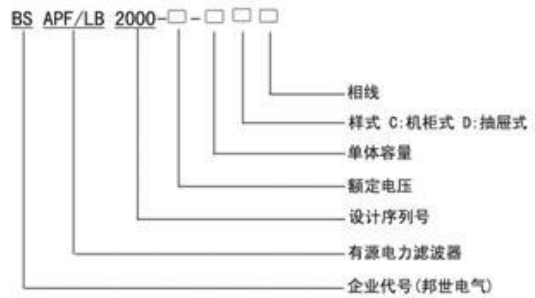 BS APF/LB 2000-□-□□□
相线
样式 C:机柜式 D:抽屉式
单体容量
额定电压
设计序列号
有源电力滤波器
企业代号(邦世电气)